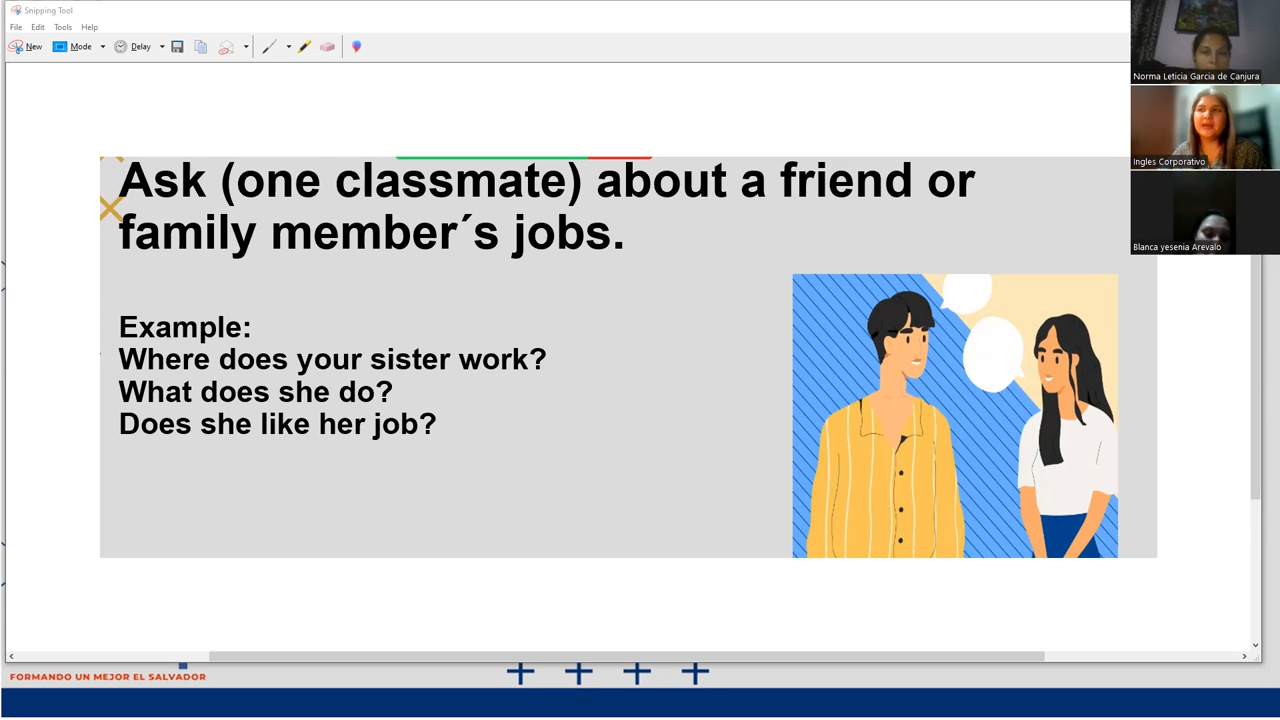 Snipping Tool
File Edit Tools Help
New Mode Delay
Ask (one classmate) about a friend or
family member´s jobs.
Example:
Where does your sister work?
What does she do?
Does she like her job?
Norma Leticia Garcia de Canjura
Ingles Corporativo
Blanca yesenia Arevalo
FORMANDO UN MEJOR EL SALVADOR